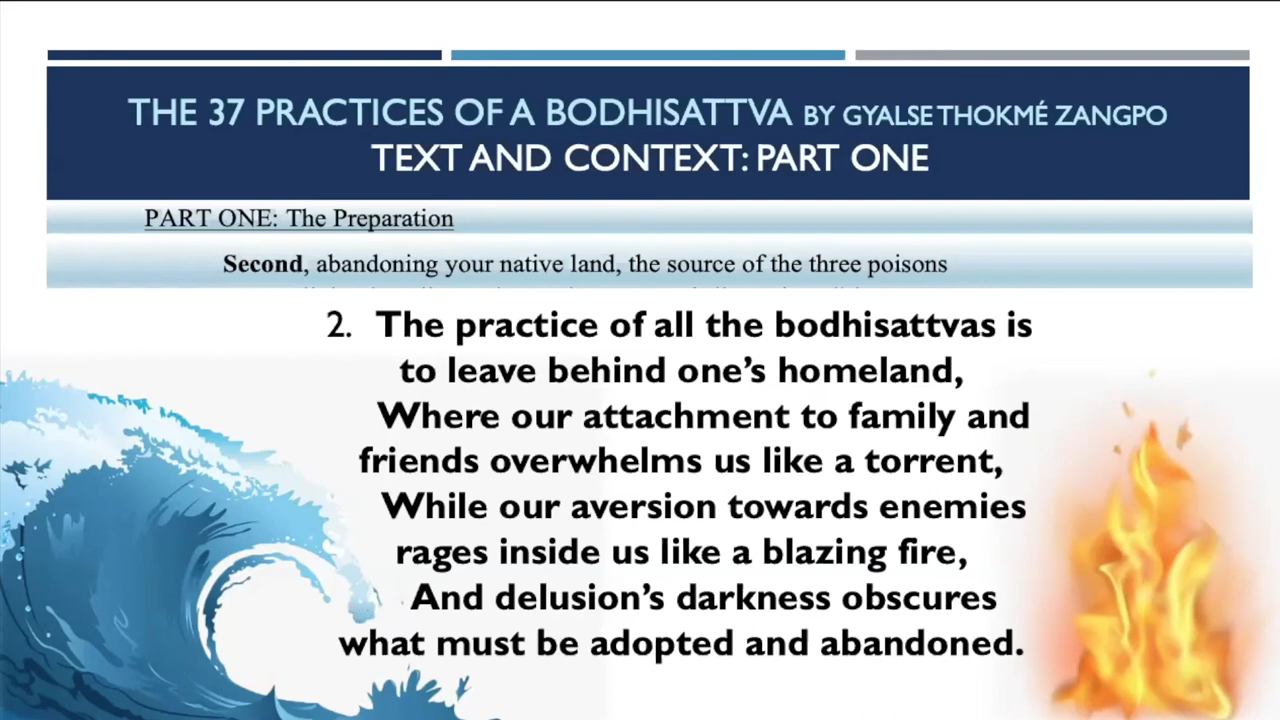 THE 37 PRACTICES OF A BODHISATTVA BY GYALSE THOKMÉ ZANGPO
TEXT AND CONTEXT: PART ONE
PART ONE: The Preparation
Second, abandoning your native land, the source of the three poisons
2. The practice of all the bodhisattvas is
to leave behind one’s homeland,
Where our attachment to family and
friends overwhelms us like a torrent,
While our aversion towards enemies
rages inside us like a blazing fire,
And delusion’s darkness obscures
what must be adopted and abandoned.